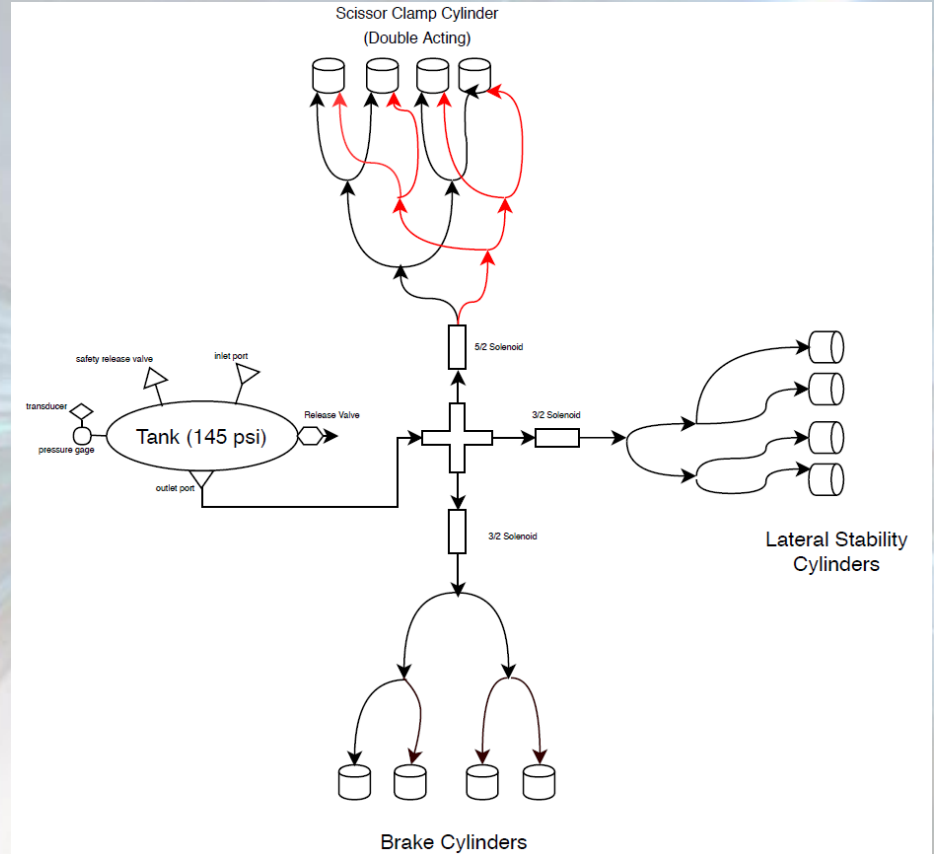 Scissor Clamp Cylinder
(Double Acting)
5/2 Solenoid
safety release valve
inlet port
transducer
Release Valve
Tank (145 psi)
3/2 Solenoid
pressure gage
outlet port
3/2 Solenoid
Lateral Stability
Cylinders
Brake Cylinders